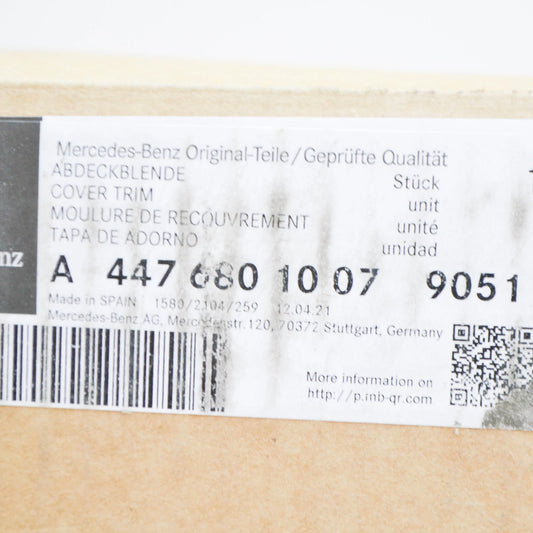 Mercedes-Benz Original-Teile/Geprüfte Qualität
ABDECKBLENDE
Stück
COVER TRIM
unit
MOULURE DE RECOUVREMENT
unité
TAPA DE ADORNO
unidad
nz
A 447 680 10 07 9051
Made in SPAIN 1580/2104/259 12.04.21
Mercedes-Benz AG, Mercedesstr.120, 70372 Stuttgart, Germany
More information on
http://p.mb-qr.com